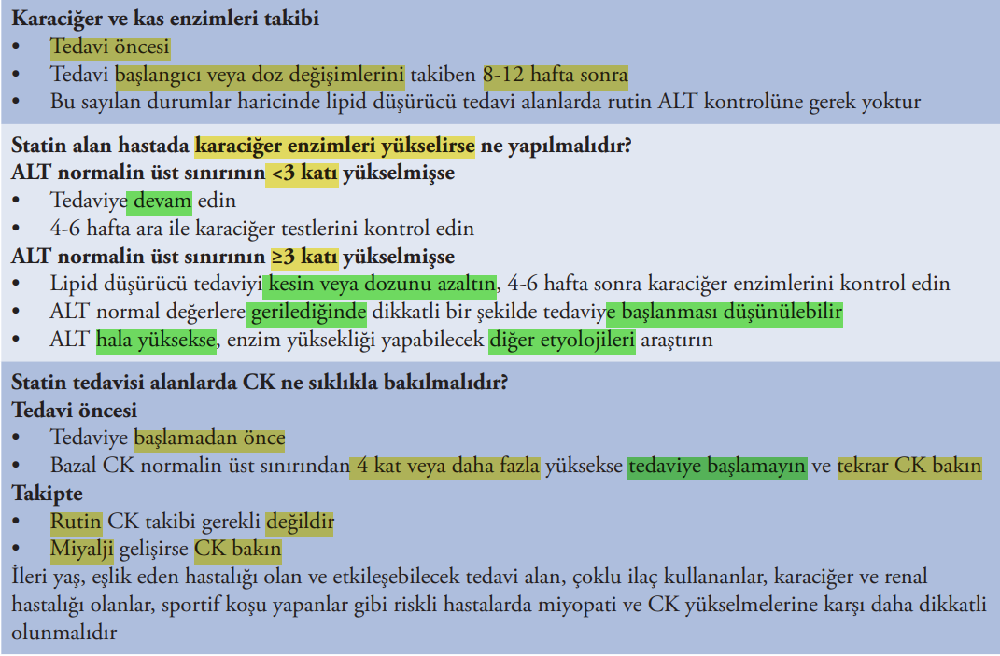 Karaciğer ve kas enzimleri takibi
• Tedavi öncesi
• Tedavi başlangıcı veya doz değişimlerini takiben 8-12 hafta sonra
• Bu sayılan durumlar haricinde lipid düşürücü tedavi alanlarda rutin ALT kontrolüne gerek yoktur
Statin alan hastada karaciğer enzimleri yükselirse ne yapılmalıdır?
ALT normalin üst sınırının <3 katı yükselmişse
• Tedaviye devam edin
• 4-6 hafta ara ile karaciğer testlerini kontrol edin
ALT normalin üst sınırının ≥3 katı yükselmişse
• Lipid düşürücü tedaviyi kesin veya dozunu azaltın, 4-6 hafta sonra karaciğer enzimlerini kontrol edin
• ALT normal değerlere gerilediğinde dikkatli bir şekilde tedaviye başlanması düşünülebilir
• ALT hala yüksekse, enzim yüksekliği yapabilecek diğer etyolojileri araştırın
Statin tedavisi alanlarda CK ne sıklıkla bakılmalıdır?
Tedavi öncesi
• Tedaviye başlamadan önce
• Bazal CK normalin üst sınırından 4 kat veya daha fazla yüksekse tedaviye başlamayın ve tekrar CK bakın
Takipte
• Rutin CK takibi gerekli değildir
• Miyalji gelişirse CK bakın
İleri yaş, eşlik eden hastalığı olan ve etkileşebilecek tedavi alan, çoklu ilaç kullananlar, karaciğer ve renal
hastalığı olanlar, sportif koşu yapanlar gibi riskli hastalarda miyopati ve CK yükselmelerine karşı daha dikkatli
olunmalıdır